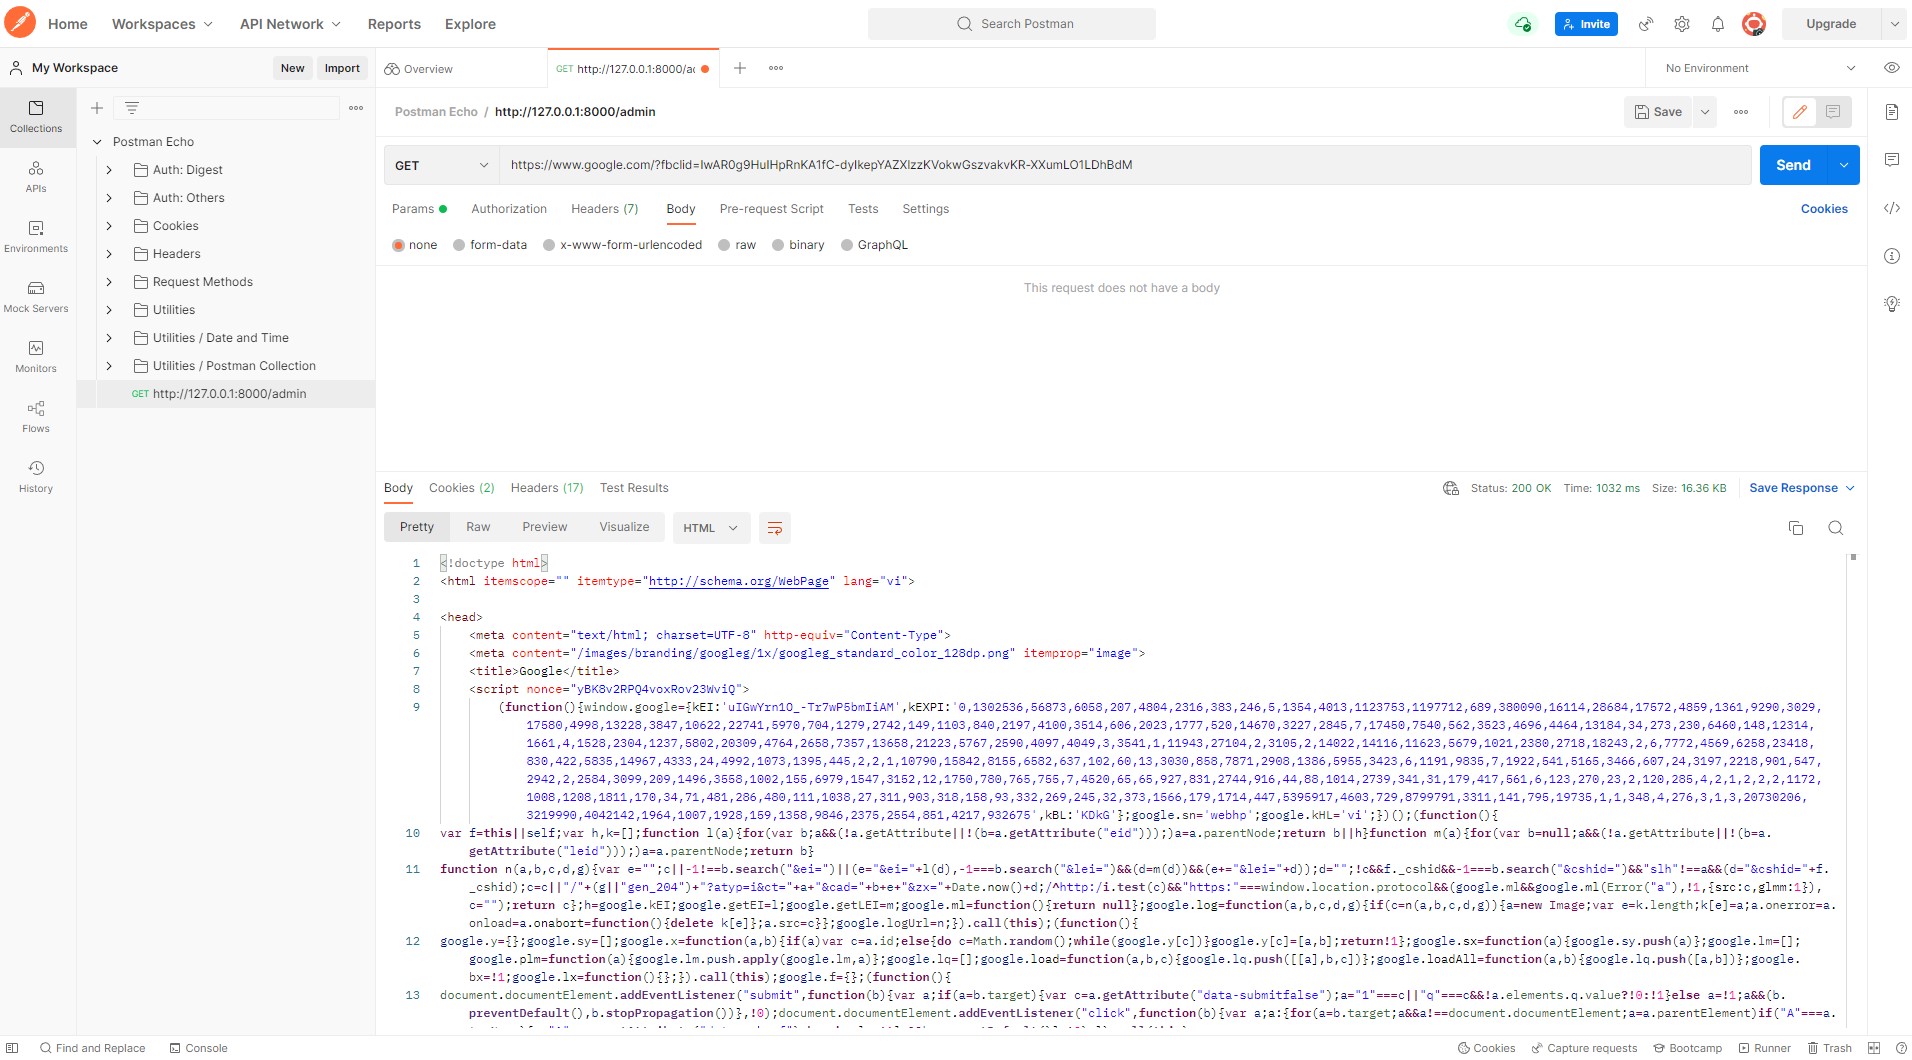 Home Workspaces API Network Reports Explore Search Postman Invite Upgrade
My Workspace New Import Overview GET http://127.0.0.1:8000/a No Environment
Collections
APIs
Environments
Mock Servers
Monitors
Flows
History
Postman Echo
Auth: Digest
Auth: Others
Cookies
Headers
Request Methods
Utilities
Utilities / Date and Time
Utilities / Postman Collection
GET http://127.0.0.1:8000/admin
Postman Echo / http://127.0.0.1:8000/admin Save
GET https://www.google.com/?fbclid=IwAR0g9HuIHpRnKA1fC-dyIkepYAZXlzzKVokwGszvakvKR-XXumLO1LDhBdM Send
Params Authorization Headers (7) Body Pre-request Script Tests Settings Cookies
none form-data x-www-form-urlencoded raw binary GraphQL
This request does not have a body
Body Cookies (2) Headers (17) Test Results Status: 200 OK Time: 1032 ms Size: 16.36 KB Save Response
Pretty Raw Preview Visualize HTML
1 <!doctype html>
2 <html itemscope="" itemtype="http://schema.org/WebPage" lang="vi">
3
4 <head>
5 <meta content="text/html; charset=UTF-8" http-equiv="Content-Type">
6 <meta content="/images/branding/googleg/1x/googleg_standard_color_128dp.png" itemprop="image">
7 <title>Google</title>
8 <script nonce="yBK8v2RPQ4voxRov23WviQ">
9 (function(){window.google={kEI:'uIGwYrn1O_-Tr7wP5bmIiAM',kEXPI:'0,1302536,56873,6058,207,4804,2316,383,246,5,1354,4013,1123753,1197712,689,380090,16114,28684,17572,4859,1361,9290,3029,
17580,4998,13228,3847,10622,22741,5970,704,1279,2742,149,1103,840,2197,4100,3514,606,2023,1777,520,14670,3227,2845,7,17450,7540,562,3523,4696,4464,13184,34,273,230,6460,148,12314,
1661,4,1528,2304,1237,5802,20309,4764,2658,7357,13658,21223,5767,2590,4097,4049,3,3541,1,11943,27104,2,3105,2,14022,14116,11623,5679,1021,2380,2718,18243,2,6,7772,4569,6258,23418,
830,422,5835,14967,4333,24,4992,1073,1395,445,2,2,1,10790,15842,8155,6582,637,102,60,13,3030,858,7871,2908,1386,5955,3423,6,1191,9835,7,1922,541,5165,3466,607,24,3197,2218,901,547,
2942,2,2584,3099,209,1496,3558,1002,155,6979,1547,3152,12,1750,780,765,755,7,4520,65,65,927,831,2744,916,44,88,1014,2739,341,31,179,417,561,6,123,270,23,2,120,285,4,2,1,2,2,2,1172,
1008,1208,1811,170,34,71,481,286,480,111,1038,27,311,903,318,158,93,332,269,245,32,373,1566,179,1714,447,5395917,4603,729,8799791,3311,141,795,19735,1,1,348,4,276,3,1,3,20730206,
3219990,4042142,1964,1007,1928,159,1358,9846,2375,2554,851,4217,932675',kBL:'KDkG'};google.sn='webhp';google.kHL='vi';})();(function(){
10 var f=this||self;var h,k=[];function l(a){for(var b;a&&(!a.getAttribute||!(b=a.getAttribute("eid")));)a=a.parentNode;return b||h}function m(a){for(var b=null;a&&(!a.getAttribute||!(b=a.
getAttribute("leid")));)a=a.parentNode;return b}
11 function n(a,b,c,d,g){var e="";c||-1!==b.search("&ei=")||(e="&ei="+l(d),-1===b.search("&lei=")&&(d=m(d))&&(e+="&lei="+d));d="";!c&&f._cshid&&-1===b.search("&cshid=")&&"slh"!==a&&(d="&cshid="+f.
_cshid);c=c||"/"+(g||"gen_204")+"?atyp=i&ct="+a+"&cad="+b+e+"&zx="+Date.now()+d;/^http:/i.test(c)&&"https:"===window.location.protocol&&(google.ml&&google.ml(Error("a"),!1,{src:c,glmm:1}),
c="");return c};h=google.kEI;google.getEI=l;google.getLEI=m;google.ml=function(){return null};google.log=function(a,b,c,d,g){if(c=n(a,b,c,d,g)){a=new Image;var e=k.length;k[e]=a;a.onerror=a.
onload=a.onabort=function(){delete k[e]};a.src=c}};google.logUrl=n;}).call(this);(function(){
12 google.y={};google.sy=[];google.x=function(a,b){if(a)var c=a.id;else{do c=Math.random();while(google.y[c])}google.y[c]=[a,b];return!1};google.sx=function(a){google.sy.push(a)};google.lm=[];
google.plm=function(a){google.lm.push.apply(google.lm,a)};google.lq=[];google.load=function(a,b,c){google.lq.push([[a],b,c])};google.loadAll=function(a,b){google.lq.push([a,b])};google.
bx=!1;google.lx=function(){};}).call(this);google.f={};(function(){
13 document.documentElement.addEventListener("submit",function(b){var a;if(a=b.target){var c=a.getAttribute("data-submitfalse");a="1"===c||"q"===c&&!a.elements.q.value?!0:!1}else a=!1;a&&(b.
preventDefault(),b.stopPropagation())},!0);document.documentElement.addEventListener("click",function(b){var a;a:{for(a=b.target;a&&a!==document.documentElement;a=a.parentElement)if("A"===a.
Find and Replace Console Cookies Capture requests Bootcamp Runner Trash